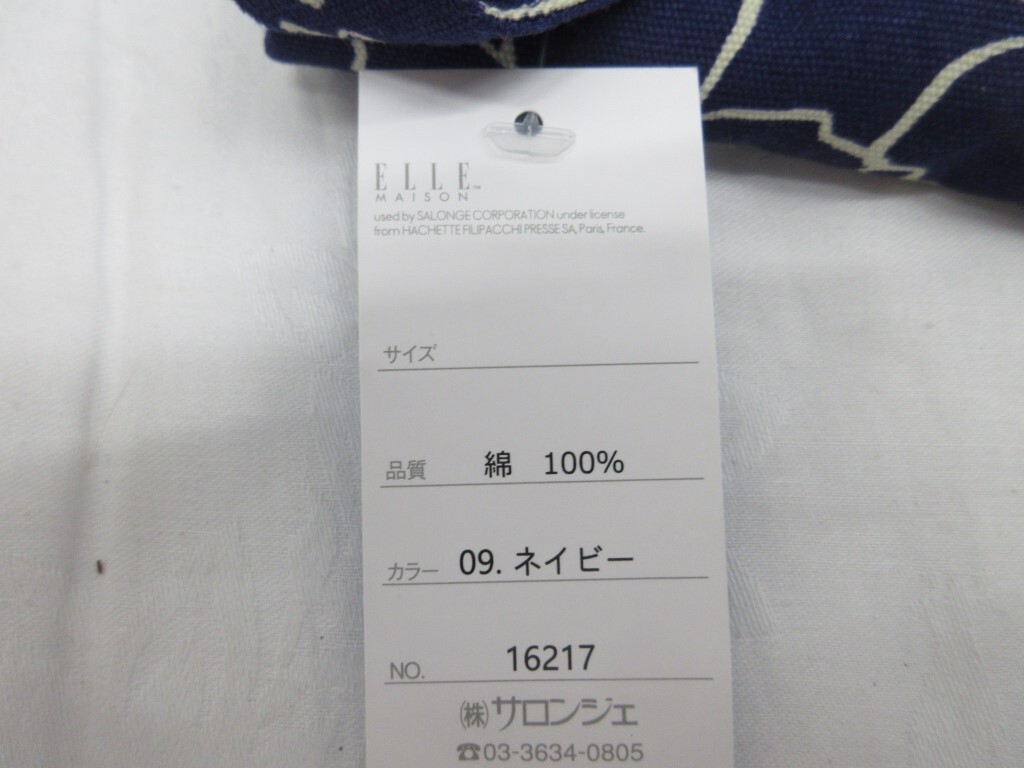 ELLE™
MAISON
used by SALONGE CORPORATION under license
from HACHETTE FILIPACCHI PRESSE SA, Paris, France.
サイズ
品質 綿 100%
カラー 09. ネイビー
NO. 16217
㈱サロンジェ
☎03-3634-0805